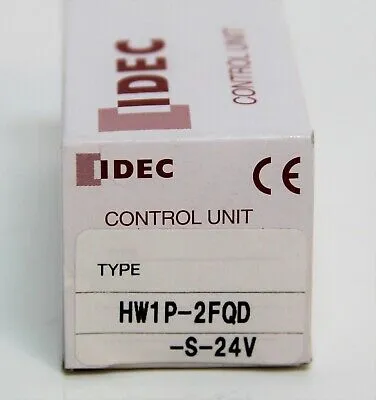 IDEC
CONTROL UNIT
IDEC
CE
CONTROL UNIT
TYPE
HW1P-2FQD
-S-24V